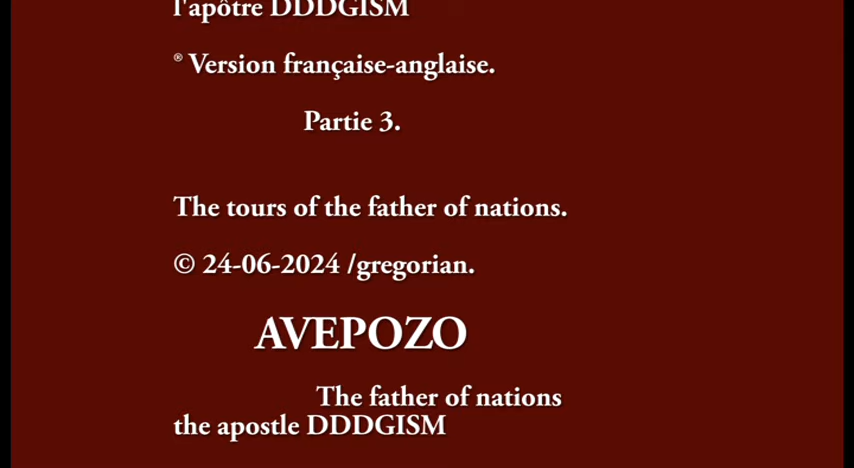 l'apôtre DDDGISM
® Version française-anglaise.
Partie 3.
The tours of the father of nations.
© 24-06-2024 /gregorian.
AVEPOZO
The father of nations
the apostle DDDGISM